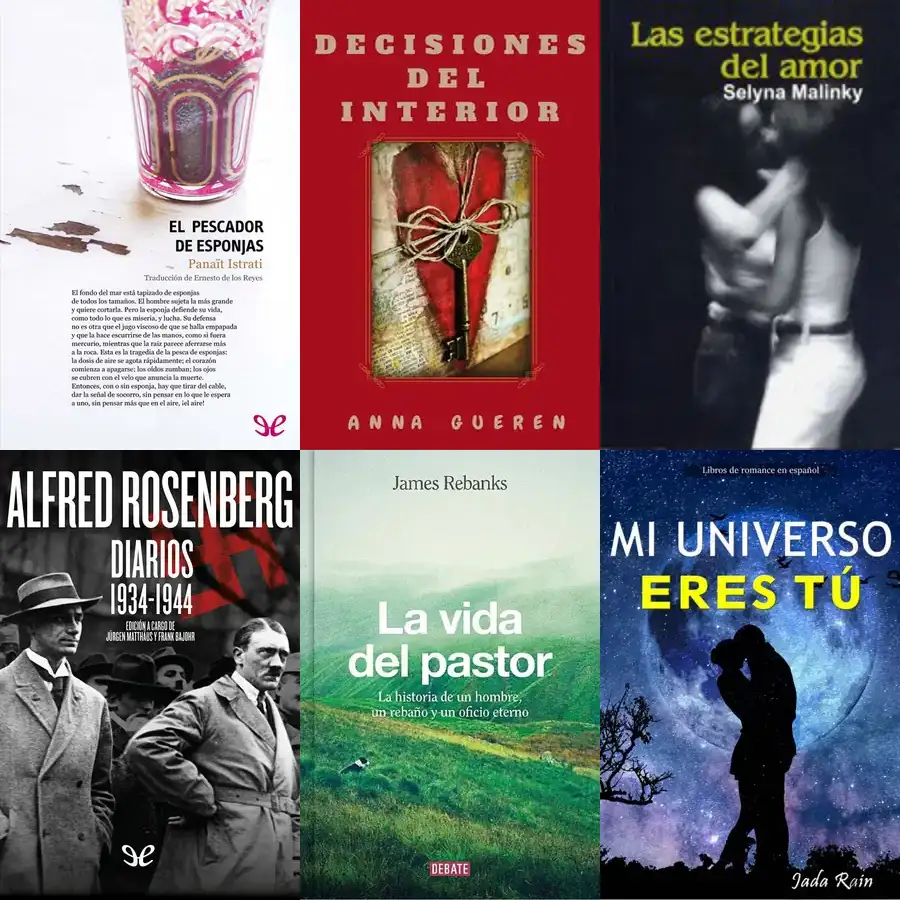 EL PESCADOR
DE ESPONJAS
Panaït Istrati
Traducción de Ernesto de los Reyes
El fondo del mar está tapizado de esponjas
de todos los tamaños. El hombre sujeta la más grande
y quiere cortarla. Pero la esponja defiende su vida,
como todo lo que es miseria, y lucha. Su defensa
no es otra que el jugo viscoso de que se halla empapada
y que la hace escurrirse de las manos, como si fuera
mercurio, mientras que la raíz parece aferrarse más
a la roca. Esta es la tragedia de la pesca de esponjas:
la dosis de aire se agota rápidamente; el corazón
comienza a apagarse; los oídos zumban; los ojos
se cubren con el velo que anuncia la muerte.
Entonces, con o sin esponja, hay que tirar del cable,
dar la señal de socorro, sin pensar en lo que le espera
a uno, sin pensar más que en el aire, ¡el aire!
DECISIONES
DEL
INTERIOR
ANNA GUEREN
Las estrategias
del amor
Selyna Malinky
ALFRED ROSENBERG
DIARIOS
1934-1944
EDICIÓN A CARGO DE
JÜRGEN MATTHÄUS Y FRANK BAJOHR
James Rebanks
La vida
del pastor
La historia de un hombre,
un rebaño y un oficio eterno
DEBATE
Libros de romance en español
MI UNIVERSO
ERES TÚ
Jada Rain